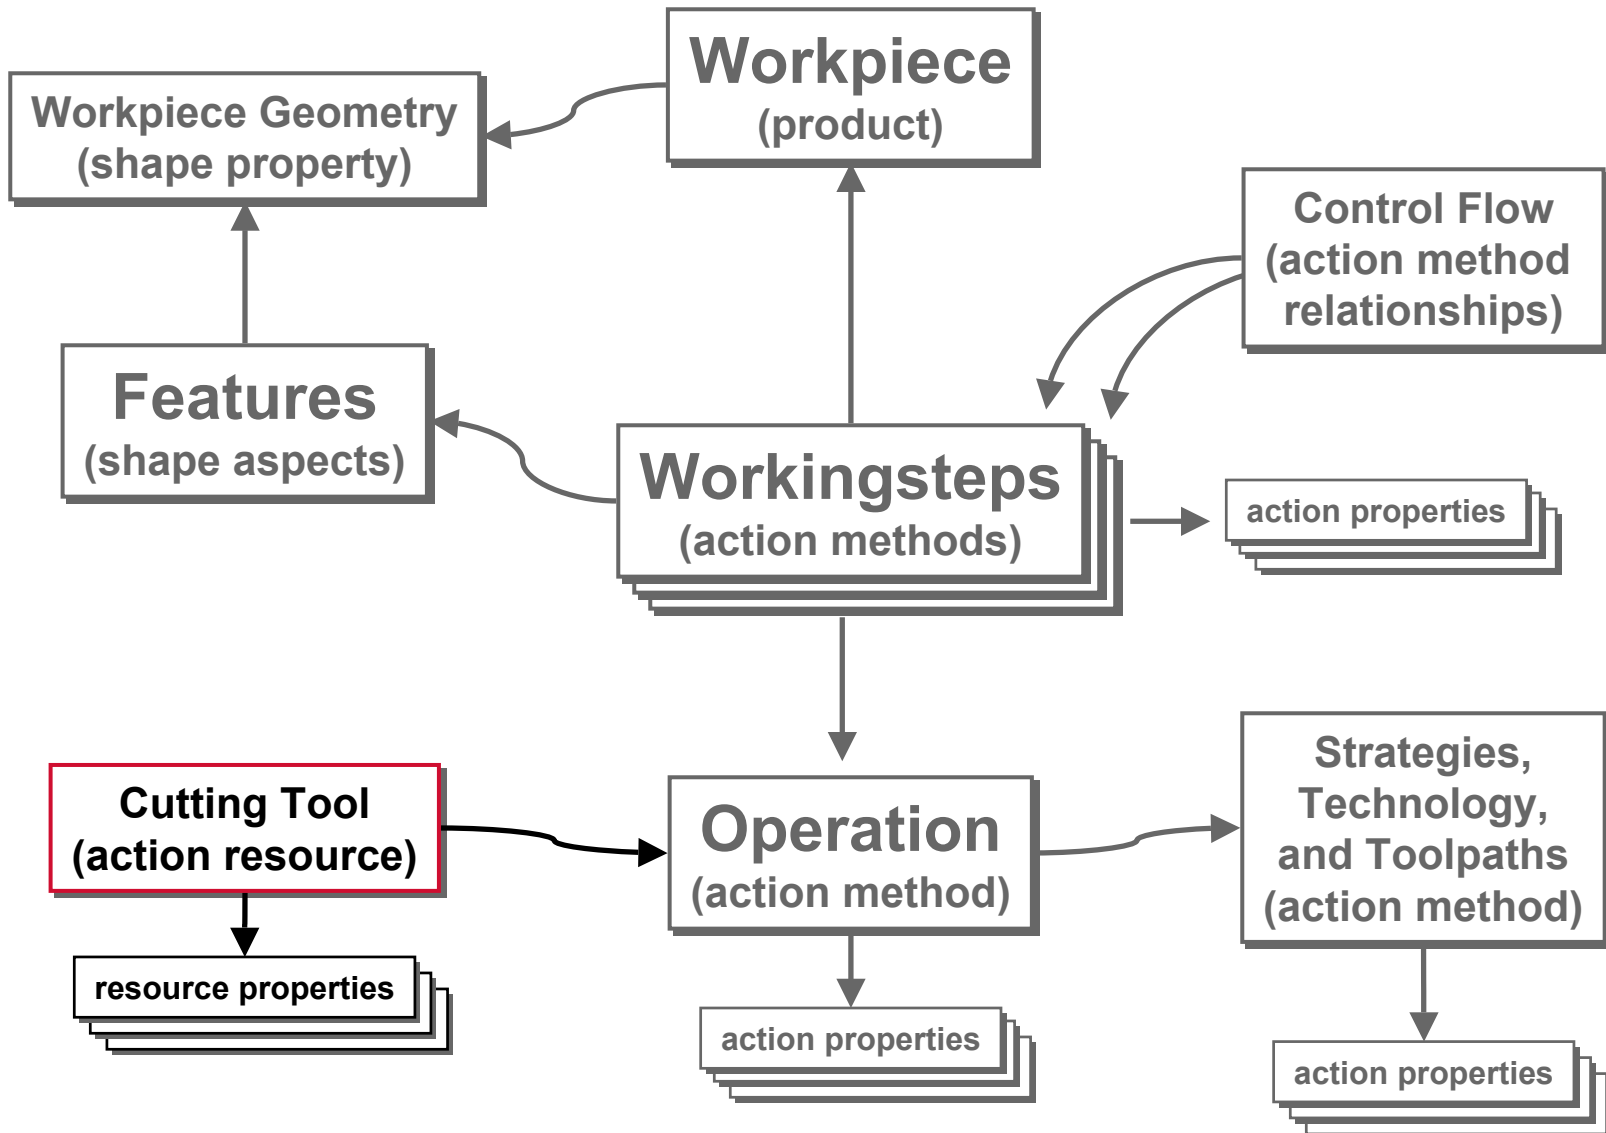 Workpiece
(product)
Workpiece Geometry
(shape property)
Control Flow
(action method
relationships)
Features
(shape aspects)
Workingsteps
(action methods)
action properties
Cutting Tool
(action resource)
resource properties
Operation
(action method)
action properties
Strategies,
Technology,
and Toolpaths
(action method)
action properties